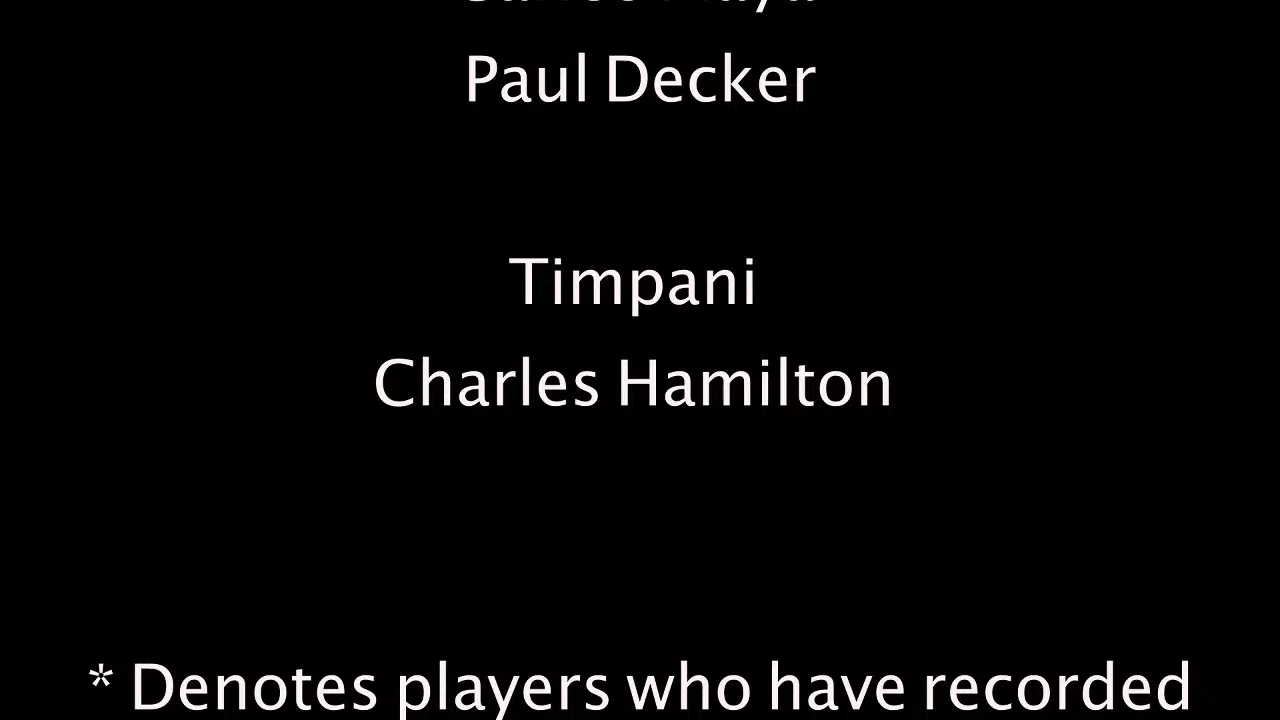 Paul Decker
Timpani
Charles Hamilton
* Denotes players who have recorded